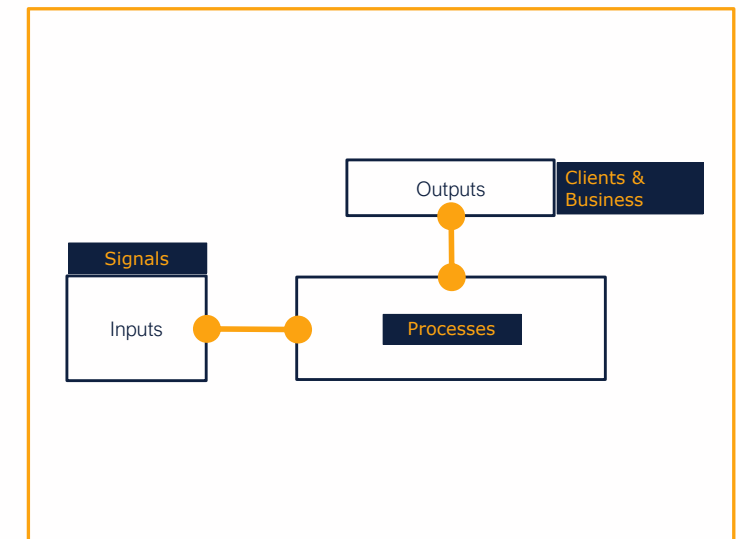 Outputs
Clients &
Business
Signals
Inputs
Processes